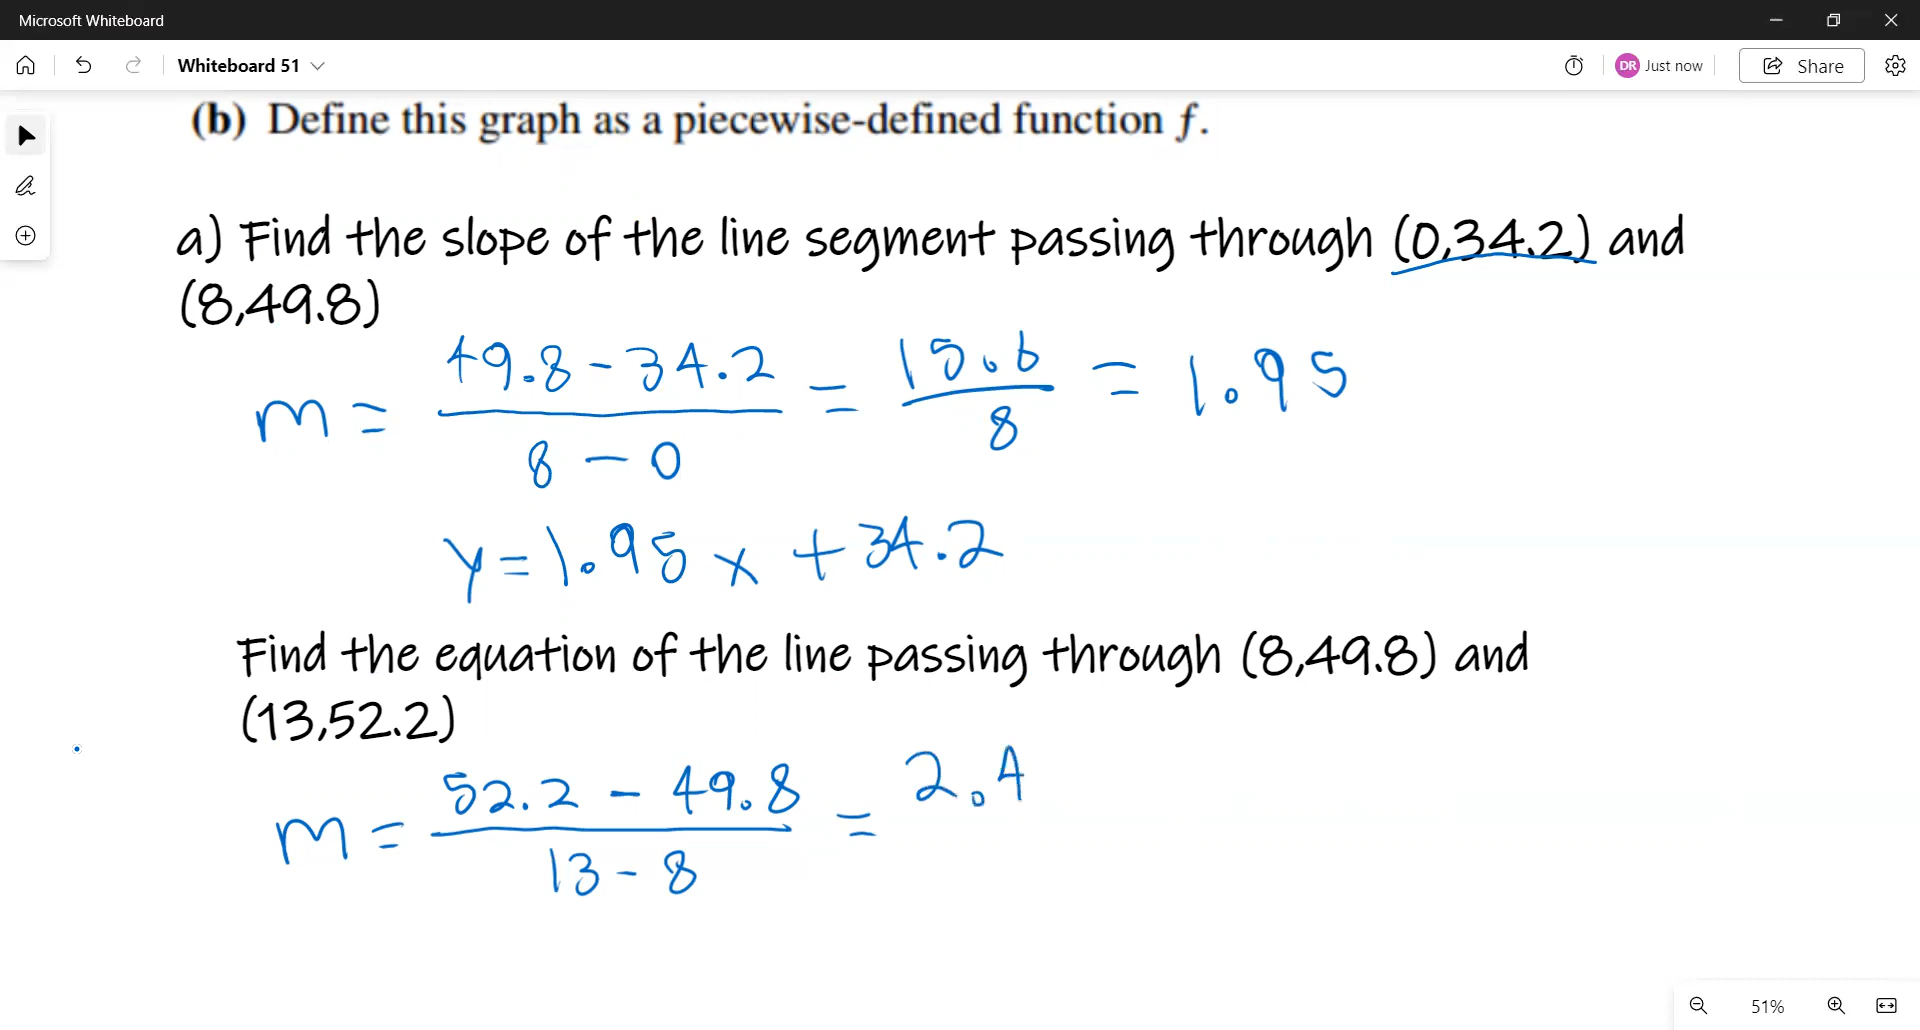 Microsoft Whiteboard
Whiteboard 51
DR Just now
Share
(b) Define this graph as a piecewise-defined function f.
a) Find the slope of the line segment passing through (0,34.2) and
(8,49.8)
m = (49.8 - 34.2)/(8 - 0) = 15.6/8 = 1.95
y = 1.95 x + 34.2
Find the equation of the line passing through (8,49.8) and
(13,52.2)
m = (52.2 - 49.8)/(13 - 8) = 2.4
51%